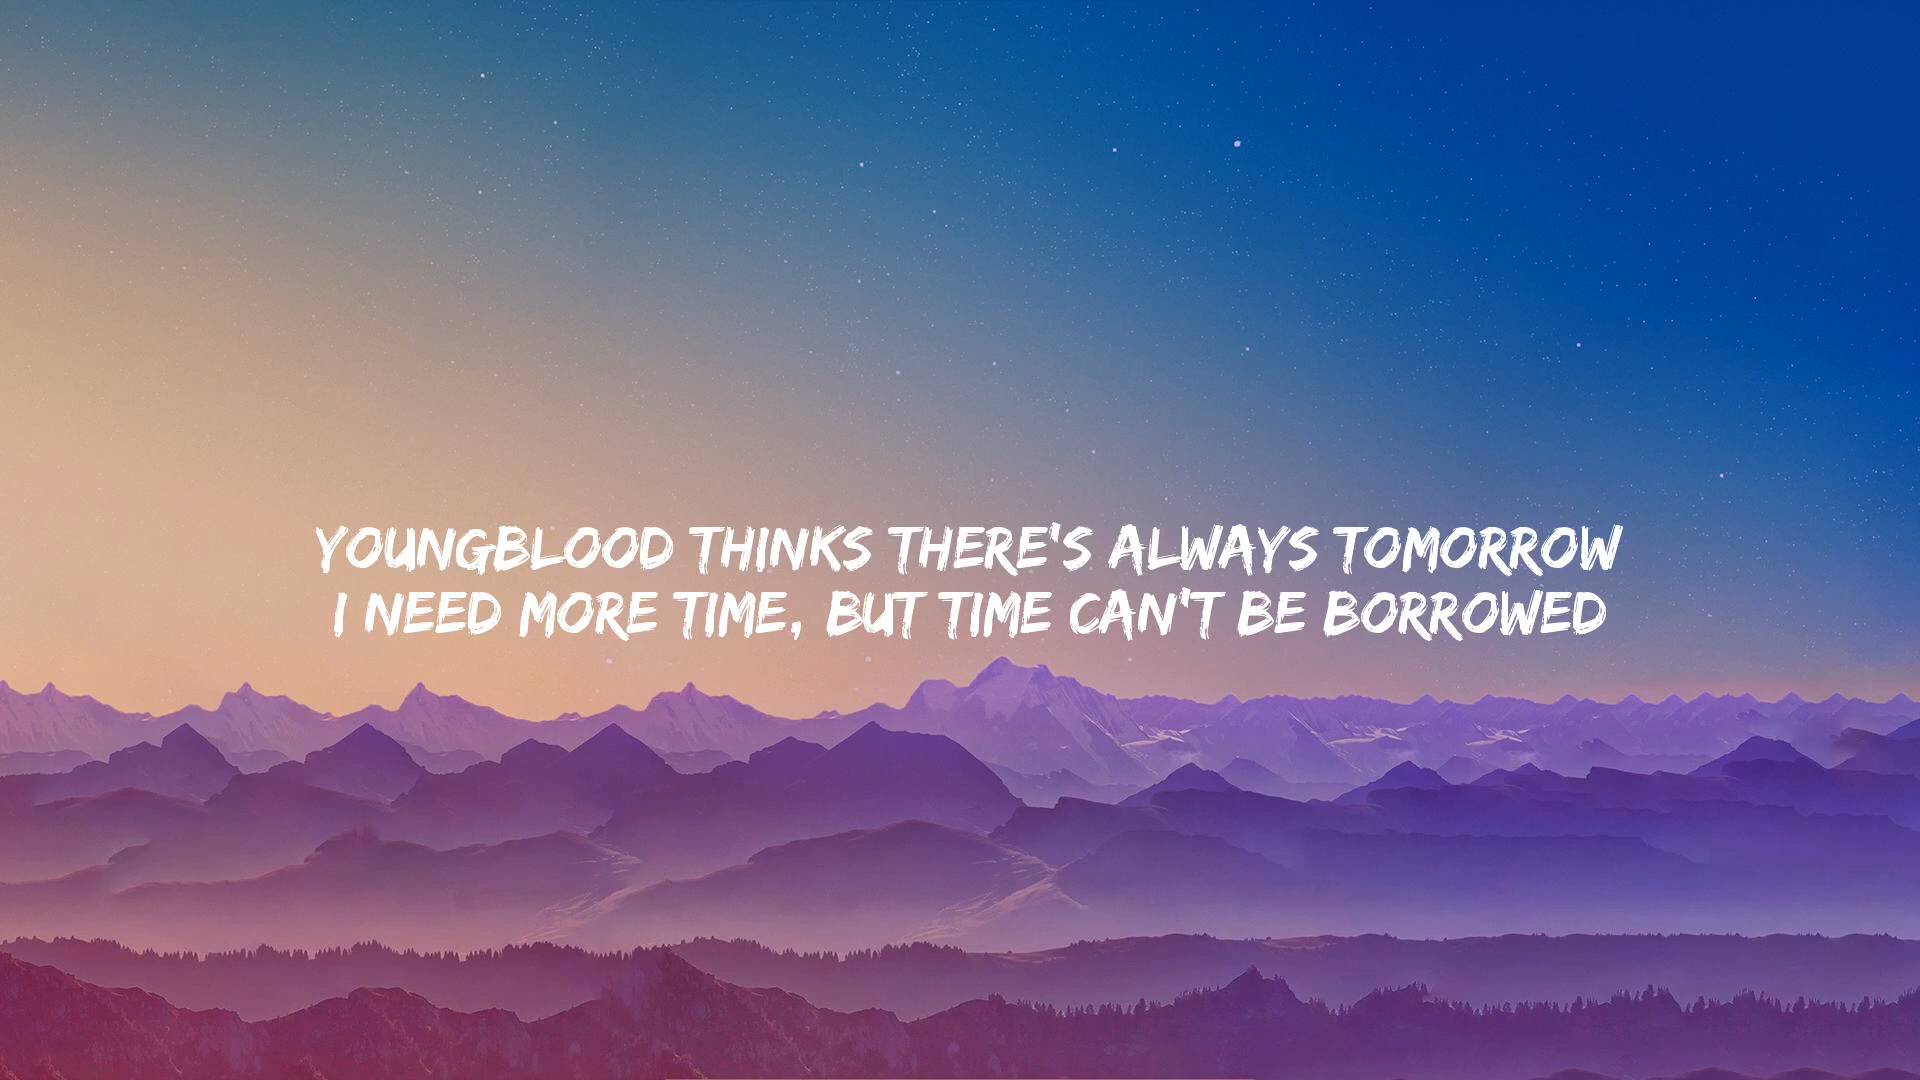 YOUNGBLOOD THINKS THERE'S ALWAYS TOMORROW
I NEED MORE TIME, BUT TIME CAN'T BE BORROWED